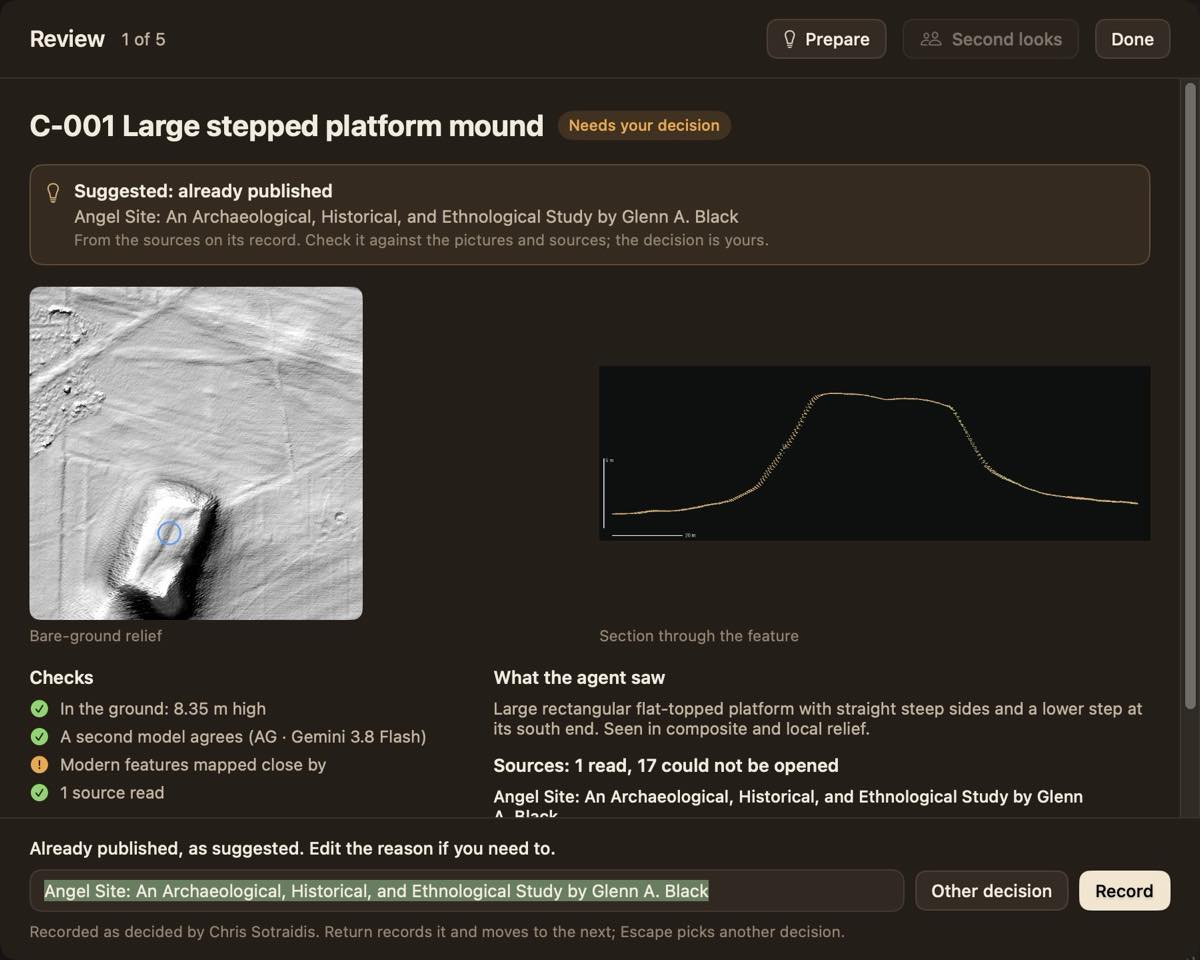 Review 1 of 5
Prepare
Second looks
Done
C-001 Large stepped platform mound
Needs your decision
Suggested: already published
Angel Site: An Archaeological, Historical, and Ethnological Study by Glenn A. Black
From the sources on its record. Check it against the pictures and sources; the decision is yours.
20 m
Bare-ground relief
Section through the feature
Checks
In the ground: 8.35 m high
A second model agrees (AG · Gemini 3.8 Flash)
Modern features mapped close by
1 source read
What the agent saw
Large rectangular flat-topped platform with straight steep sides and a lower step at
its south end. Seen in composite and local relief.
Sources: 1 read, 17 could not be opened
Angel Site: An Archaeological, Historical, and Ethnological Study by Glenn
A. Black
Already published, as suggested. Edit the reason if you need to.
Angel Site: An Archaeological, Historical, and Ethnological Study by Glenn A. Black
Other decision
Record
Recorded as decided by Chris Sotraidis. Return records it and moves to the next; Escape picks another decision.